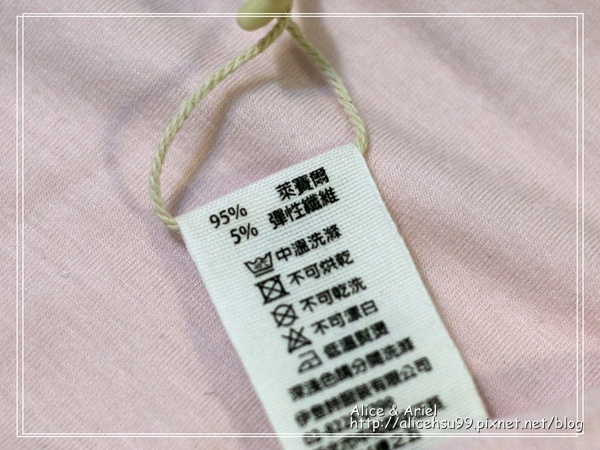 95% 萊賽爾
5% 彈性纖維
中溫洗滌
不可烘乾
不可乾洗
不可漂白
低溫熨燙
深淺色請分開洗滌
伊登詩服裝有限公司
Alice & Ariel
http://alicehsu99.pixnet.net/blog